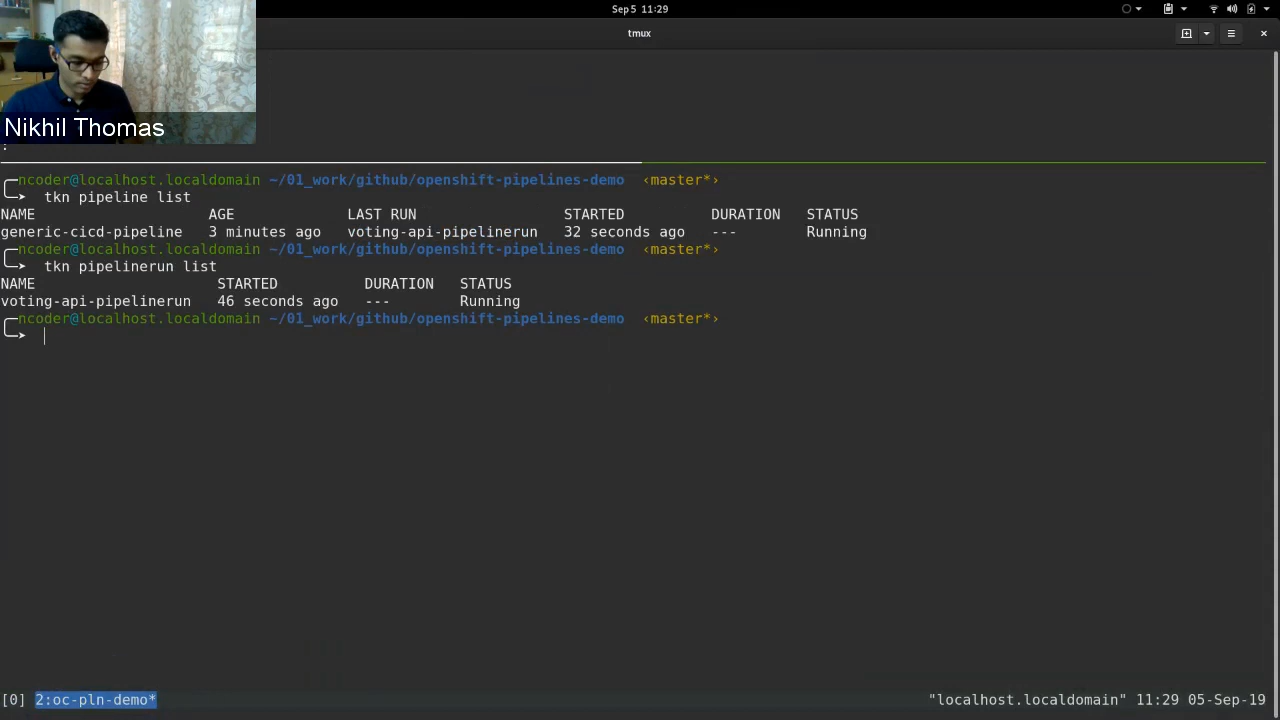 Sep 5 11:29
tmux
Nikhil Thomas
:
ncoder@localhost.localdomain ~/01_work/github/openshift-pipelines-demo ‹master*›
tkn pipeline list
NAME AGE LAST RUN STARTED DURATION STATUS
generic-cicd-pipeline 3 minutes ago voting-api-pipelinerun 32 seconds ago --- Running
ncoder@localhost.localdomain ~/01_work/github/openshift-pipelines-demo ‹master*›
tkn pipelinerun list
NAME STARTED DURATION STATUS
voting-api-pipelinerun 46 seconds ago --- Running
ncoder@localhost.localdomain ~/01_work/github/openshift-pipelines-demo ‹master*›
[0] 2:oc-pln-demo* "localhost.localdomain" 11:29 05-Sep-19